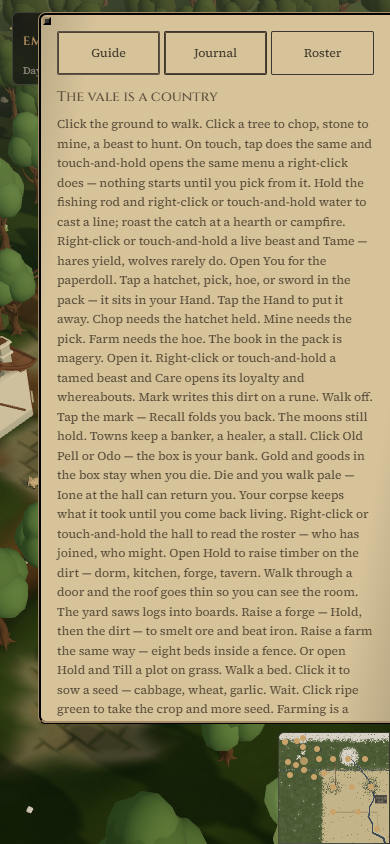 EM
Day
Guide
Journal
Roster
The vale is a country
Click the ground to walk. Click a tree to chop, stone to
mine, a beast to hunt. On touch, tap does the same and
touch-and-hold opens the same menu a right-click
does — nothing starts until you pick from it. Hold the
fishing rod and right-click or touch-and-hold water to
cast a line; roast the catch at a hearth or campfire.
Right-click or touch-and-hold a live beast and Tame —
hares yield, wolves rarely do. Open You for the
paperdoll. Tap a hatchet, pick, hoe, or sword in the
pack — it sits in your Hand. Tap the Hand to put it
away. Chop needs the hatchet held. Mine needs the
pick. Farm needs the hoe. The book in the pack is
magery. Open it. Right-click or touch-and-hold a
tamed beast and Care opens its loyalty and
whereabouts. Mark writes this dirt on a rune. Walk off.
Tap the mark — Recall folds you back. The moons still
hold. Towns keep a banker, a healer, a stall. Click Old
Pell or Odo — the box is your bank. Gold and goods in
the box stay when you die. Die and you walk pale —
Ione at the hall can return you. Your corpse keeps
what it took until you come back living. Right-click or
touch-and-hold the hall to read the roster — who has
joined, who might. Open Hold to raise timber on the
dirt — dorm, kitchen, forge, tavern. Walk through a
door and the roof goes thin so you can see the room.
The yard saws logs into boards. Raise a forge — Hold,
then the dirt — to smelt ore and beat iron. Raise a farm
the same way — eight beds inside a fence. Or open
Hold and Till a plot on grass. Walk a bed. Click it to
sow a seed — cabbage, wheat, garlic. Wait. Click ripe
green to take the crop and more seed. Farming is a